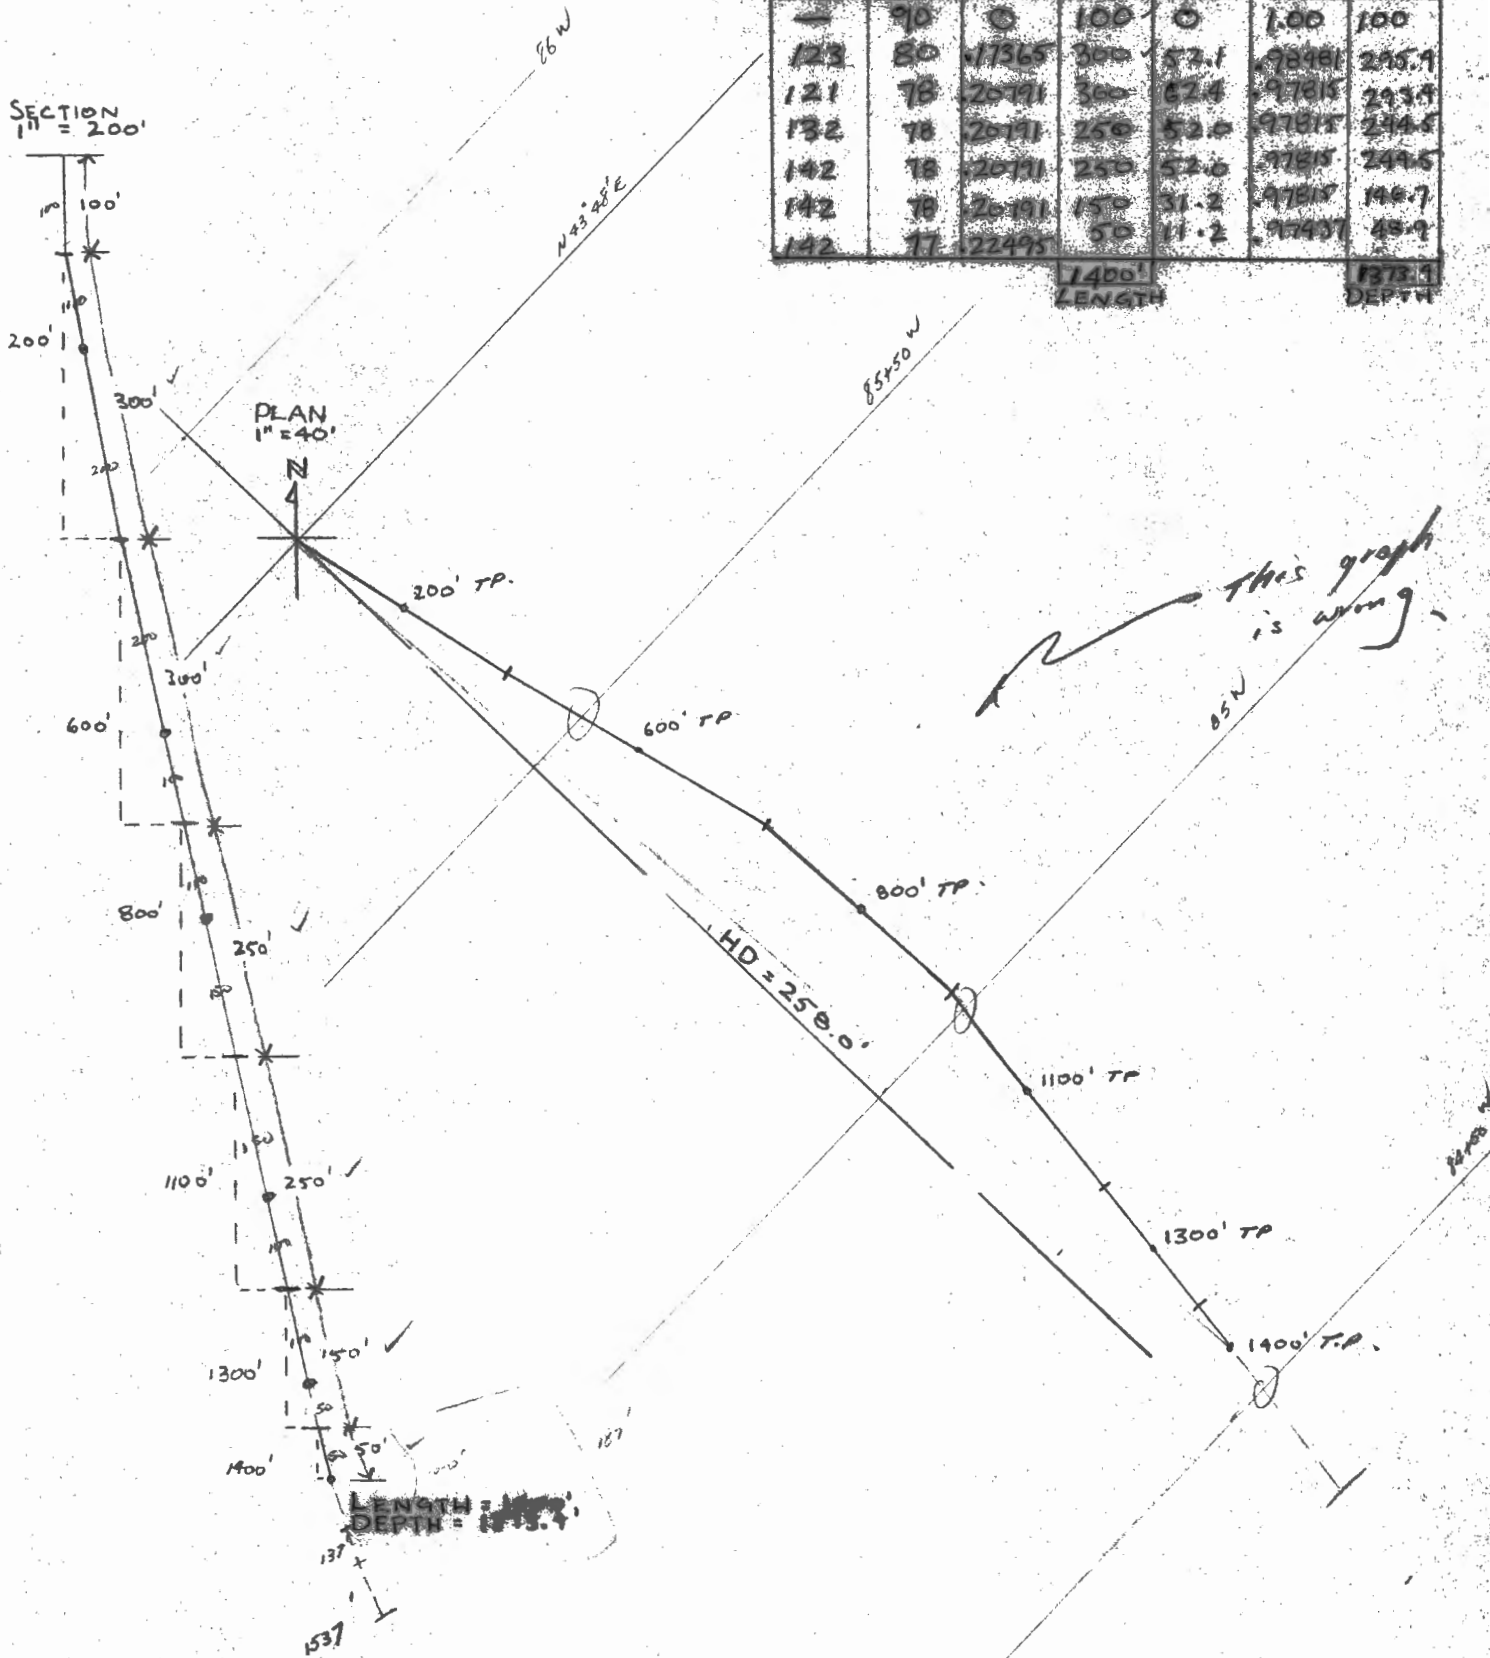 — 90 0 100 0 1.00 100
123 80 .17365 300 52.1 .98481 295.4
121 78 .20791 300 62.4 .97815 293.4
132 78 .20791 250 52.0 .97815 244.5
142 78 .20791 250 52.0 .97815 244.5
142 78 .20791 150 31.2 .97815 146.7
142 77 .22495 50 11.2 .97437 48.9
1400'
LENGTH
DEPTH
86 W
SECTION
1" = 200'
100'
N 43° 48' E
200'
300'
200
PLAN
1" = 40'
N
85+50 W
200' TP.
This graph
is wrong.
300'
600'
600' TP
85 W
800'
250'
800' TP.
HD = 258.0'
1100' TP
1100'
250'
1300' TP
1300'
150'
50
1400' T.P.
187'
1400'
50'
LENGTH =
DEPTH =
137
1537'